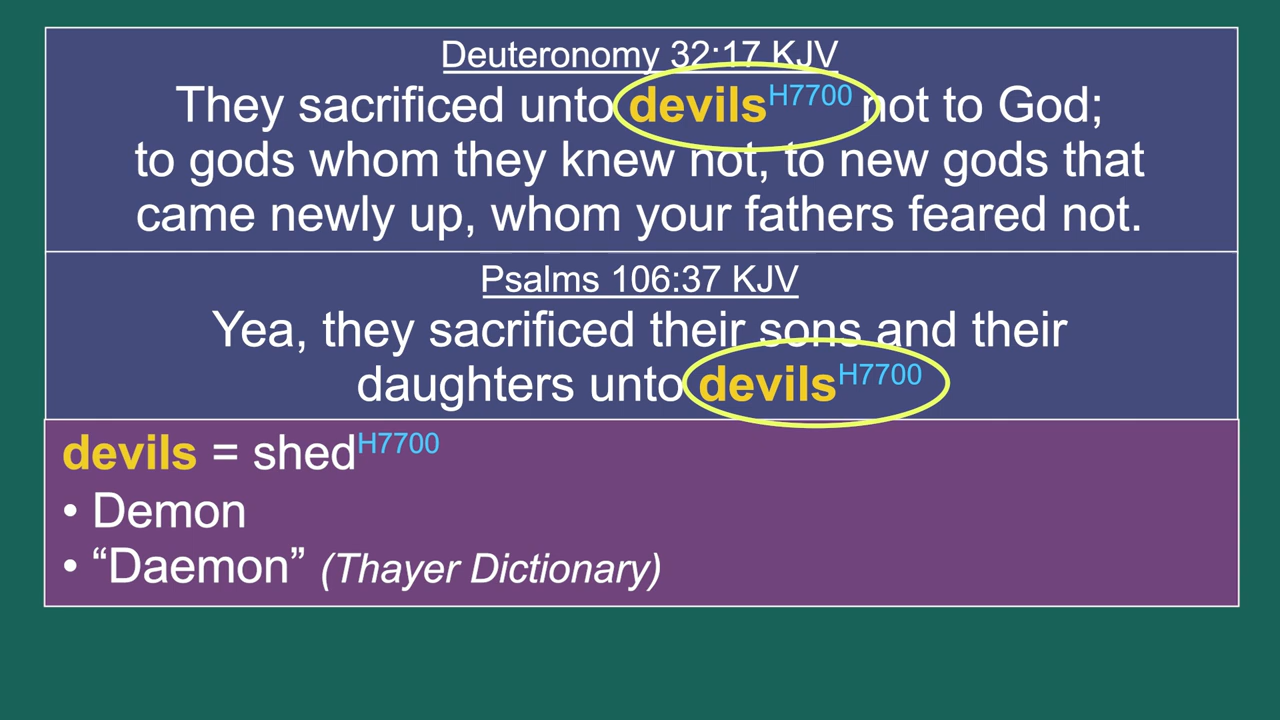 Deuteronomy 32:17 KJV
They sacrificed unto devilsH7700 not to God;
to gods whom they knew not, to new gods that
came newly up, whom your fathers feared not.
Psalms 106:37 KJV
Yea, they sacrificed their sons and their
daughters unto devilsH7700
devils = shedH7700
• Demon
• “Daemon” (Thayer Dictionary)